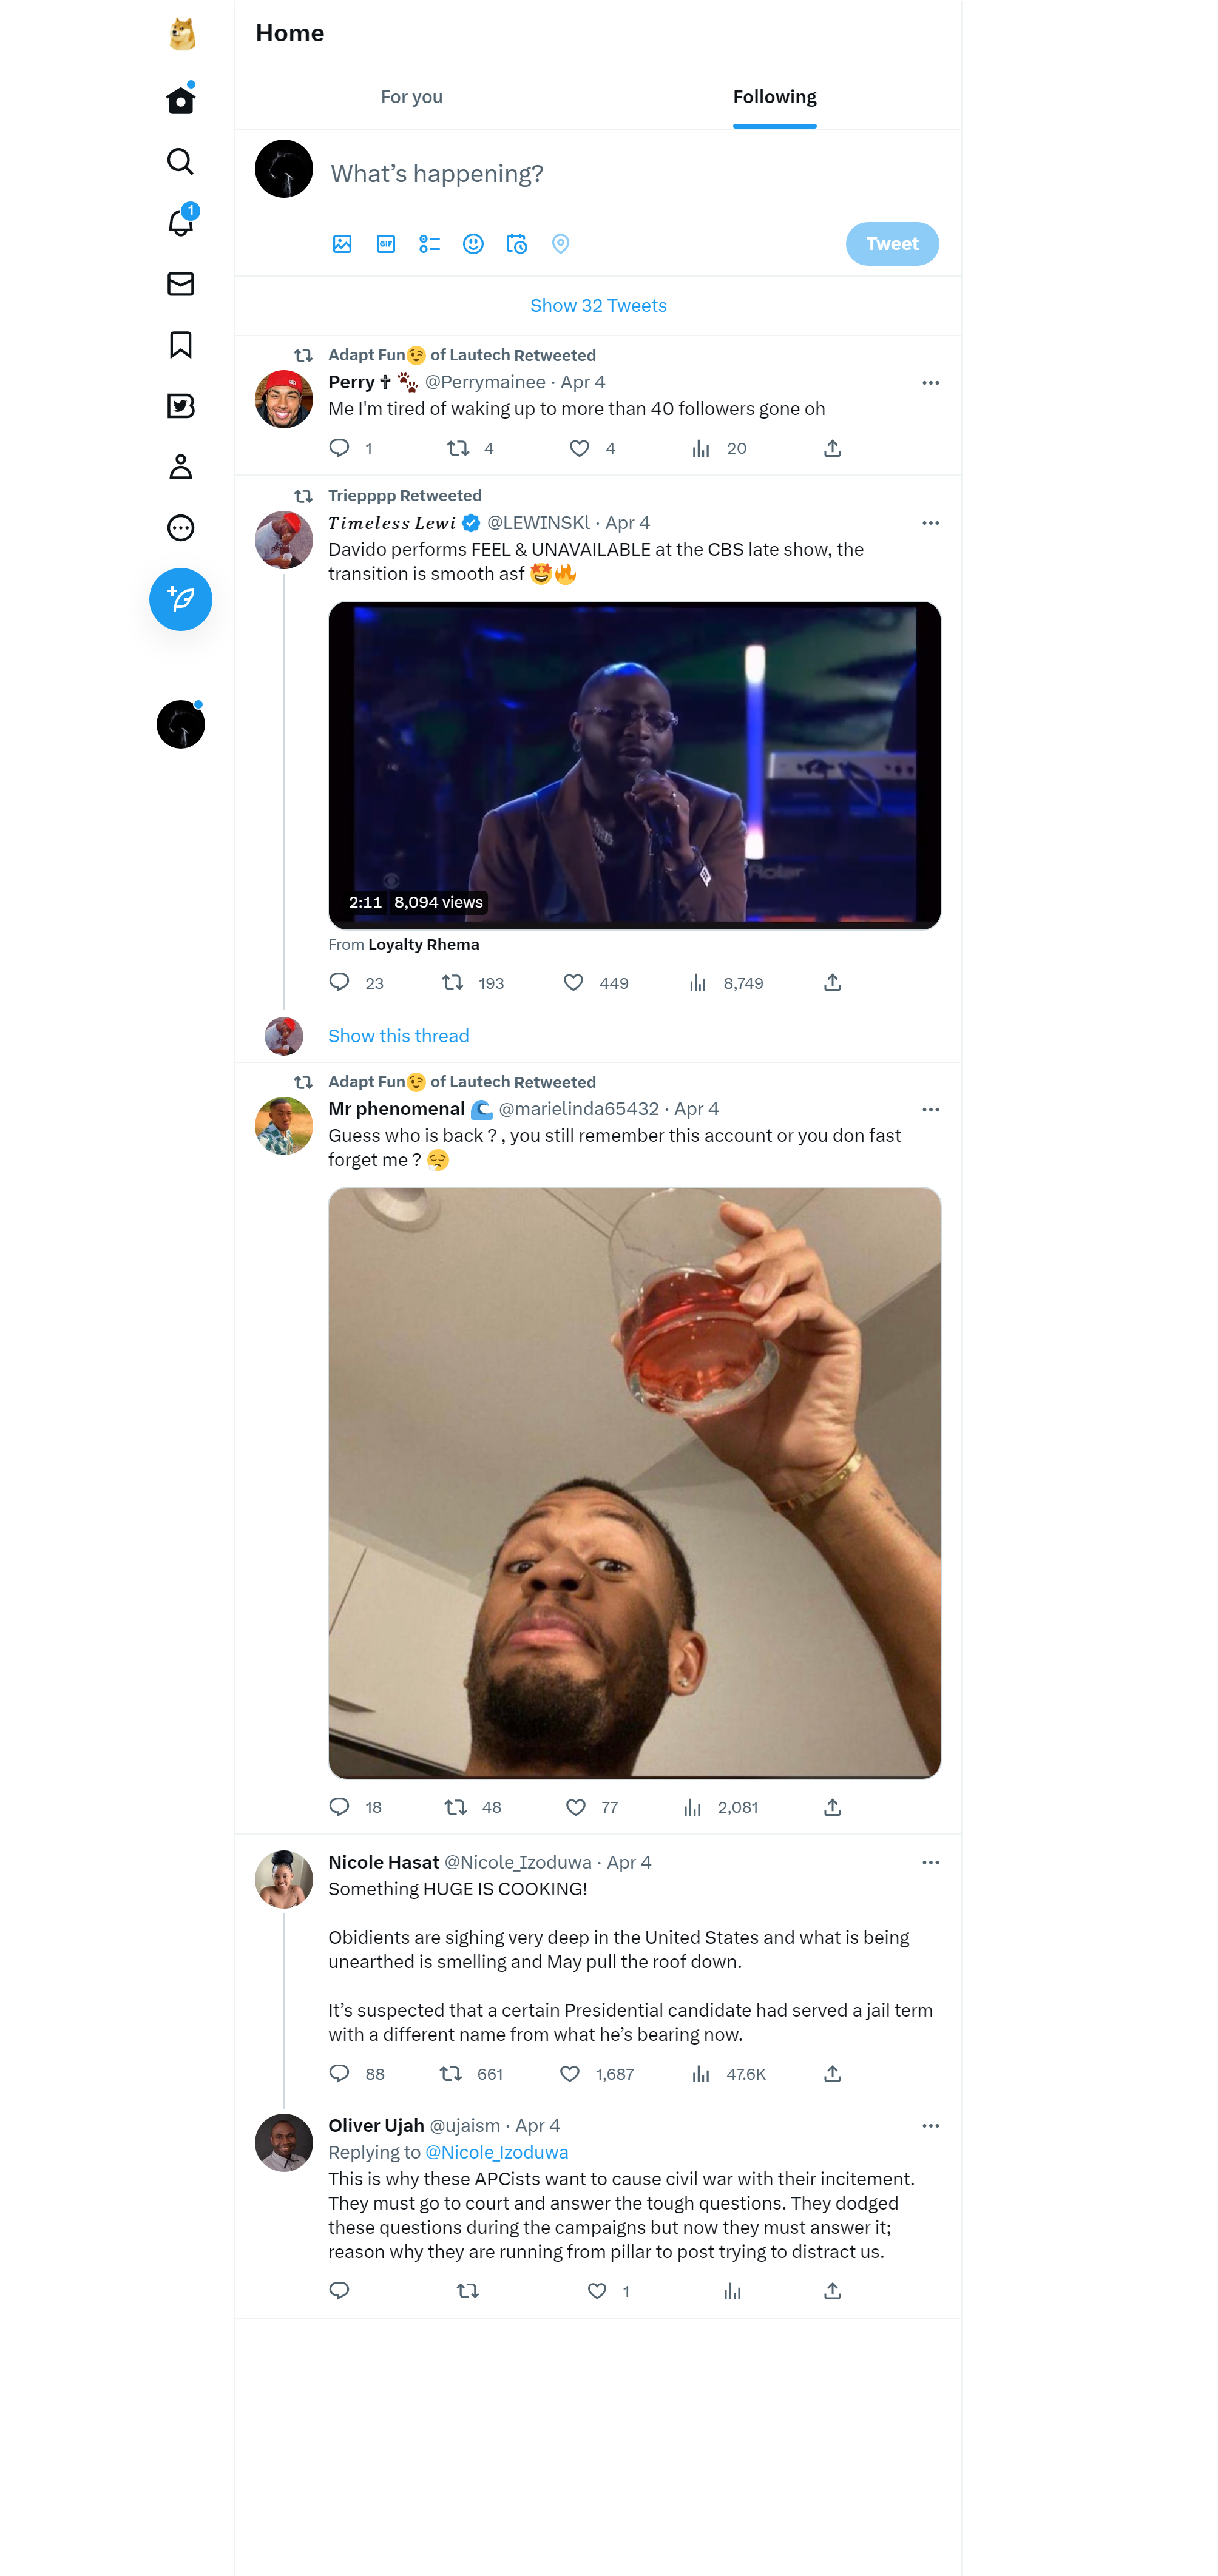 Home
For you
Following
1
What’s happening?
GIF
Tweet
Show 32 Tweets
Adapt Fun😉 of Lautech Retweeted
Perry ✝ 🐾 @Perrymainee · Apr 4
Me I'm tired of waking up to more than 40 followers gone oh
1 4 4 20
Triepppp Retweeted
𝑇𝑖𝑚𝑒𝑙𝑒𝑠𝑠 𝐿𝑒𝑤𝑖 @LEWINSKl · Apr 4
Davido performs FEEL & UNAVAILABLE at the CBS late show, the
transition is smooth asf 🤩🔥
Roland
2:11 8,094 views
From Loyalty Rhema
23 193 449 8,749
Show this thread
Adapt Fun😉 of Lautech Retweeted
Mr phenomenal 🌊 @marielinda65432 · Apr 4
Guess who is back ? , you still remember this account or you don fast
forget me ? 😮‍💨
18 48 77 2,081
Nicole Hasat @Nicole_Izoduwa · Apr 4
Something HUGE IS COOKING!
Obidients are sighing very deep in the United States and what is being
unearthed is smelling and May pull the roof down.
It’s suspected that a certain Presidential candidate had served a jail term
with a different name from what he’s bearing now.
88 661 1,687 47.6K
Oliver Ujah @ujaism · Apr 4
Replying to @Nicole_Izoduwa
This is why these APCists want to cause civil war with their incitement.
They must go to court and answer the tough questions. They dodged
these questions during the campaigns but now they must answer it;
reason why they are running from pillar to post trying to distract us.
1